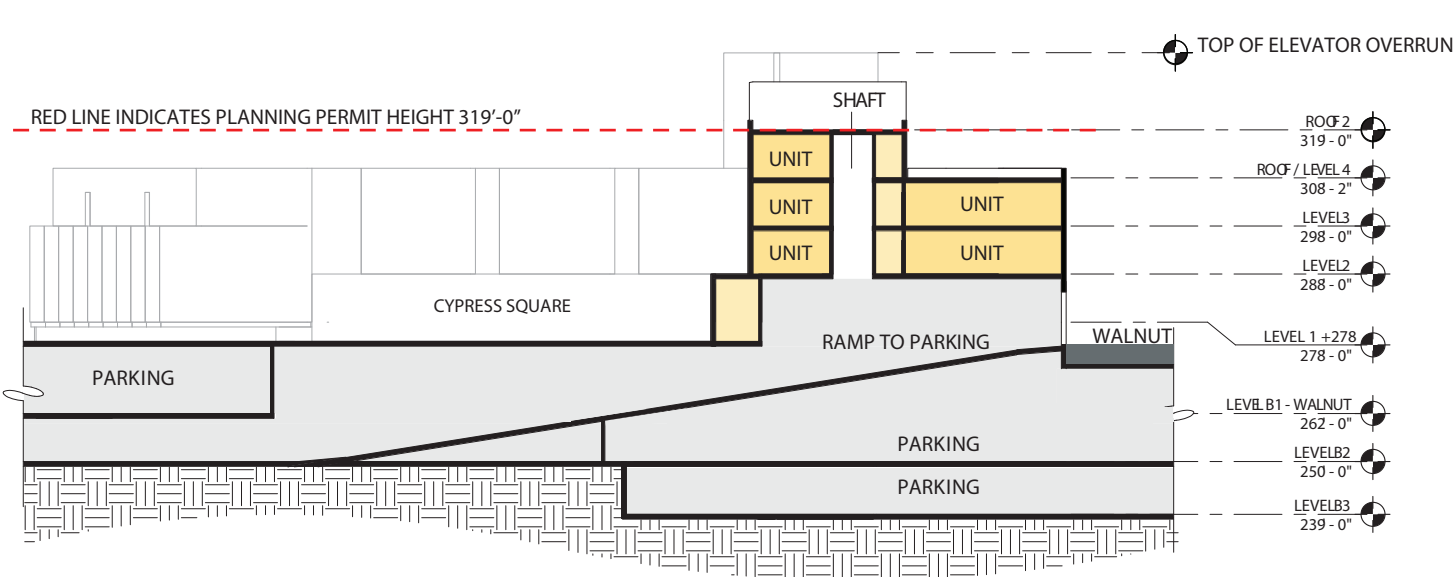 TOP OF ELEVATOR OVERRUN
SHAFT
RED LINE INDICATES PLANNING PERMIT HEIGHT 319'-0"
ROOF 2
319 - 0"
UNIT
ROOF / LEVEL 4
308 - 2"
UNIT
UNIT
LEVEL3
298 - 0"
UNIT
UNIT
LEVEL2
288 - 0"
CYPRESS SQUARE
RAMP TO PARKING
WALNUT
LEVEL 1 +278
278 - 0"
PARKING
LEVEL B1 - WALNUT
262 - 0"
PARKING
LEVELB2
250 - 0"
PARKING
LEVELB3
239 - 0"